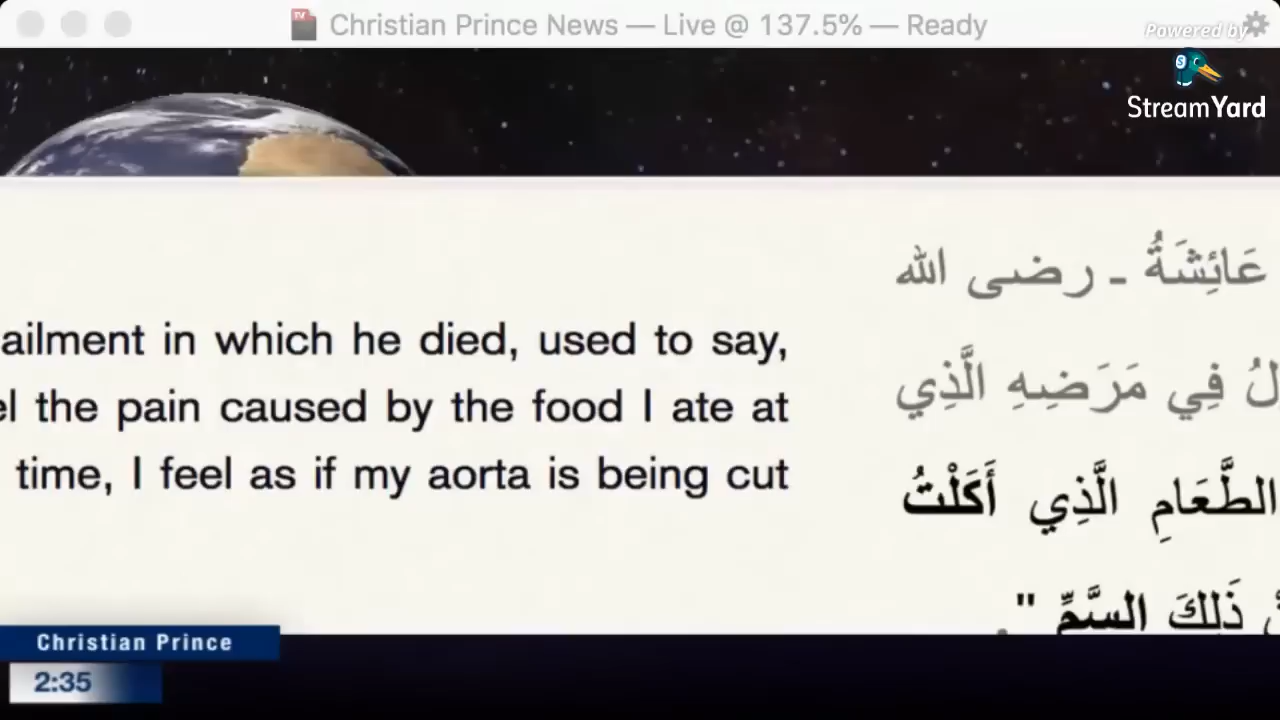 Christian Prince News — Live @ 137.5% — Ready
Powered by
StreamYard
ailment in which he died, used to say,
the pain caused by the food I ate at
time, I feel as if my aorta is being cut
عَائِشَةُ ـ رضى الله
فِي مَرَضِهِ الَّذِي
الطَّعَامِ الَّذِي أَكَلْتُ
ذَلِكَ السَّمِّ ".
Christian Prince
2:35